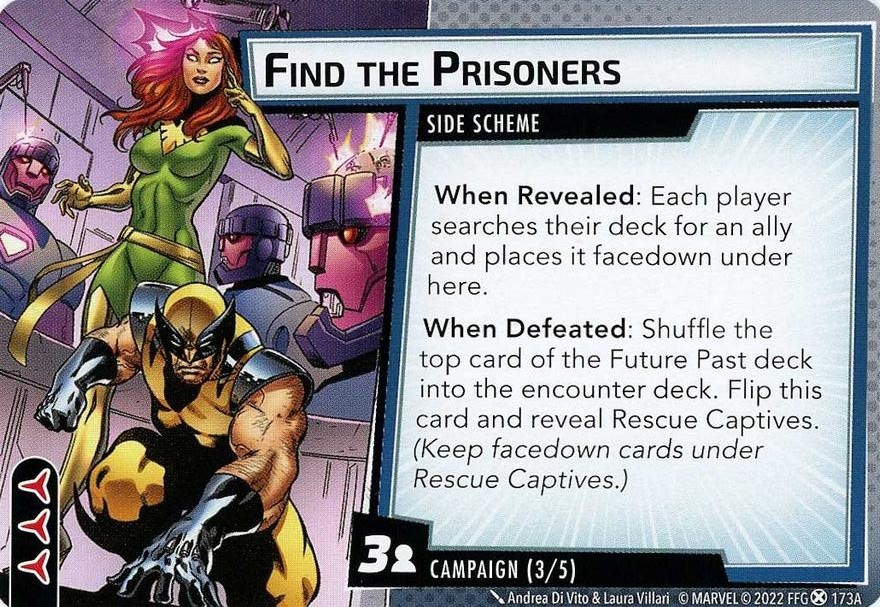 FIND THE PRISONERS
SIDE SCHEME
When Revealed: Each player
searches their deck for an ally
and places it facedown under
here.
When Defeated: Shuffle the
top card of the Future Past deck
into the encounter deck. Flip this
card and reveal Rescue Captives.
(Keep facedown cards under
Rescue Captives.)
3
CAMPAIGN (3/5)
Andrea Di Vito & Laura Villari © MARVEL © 2022 FFG 173A